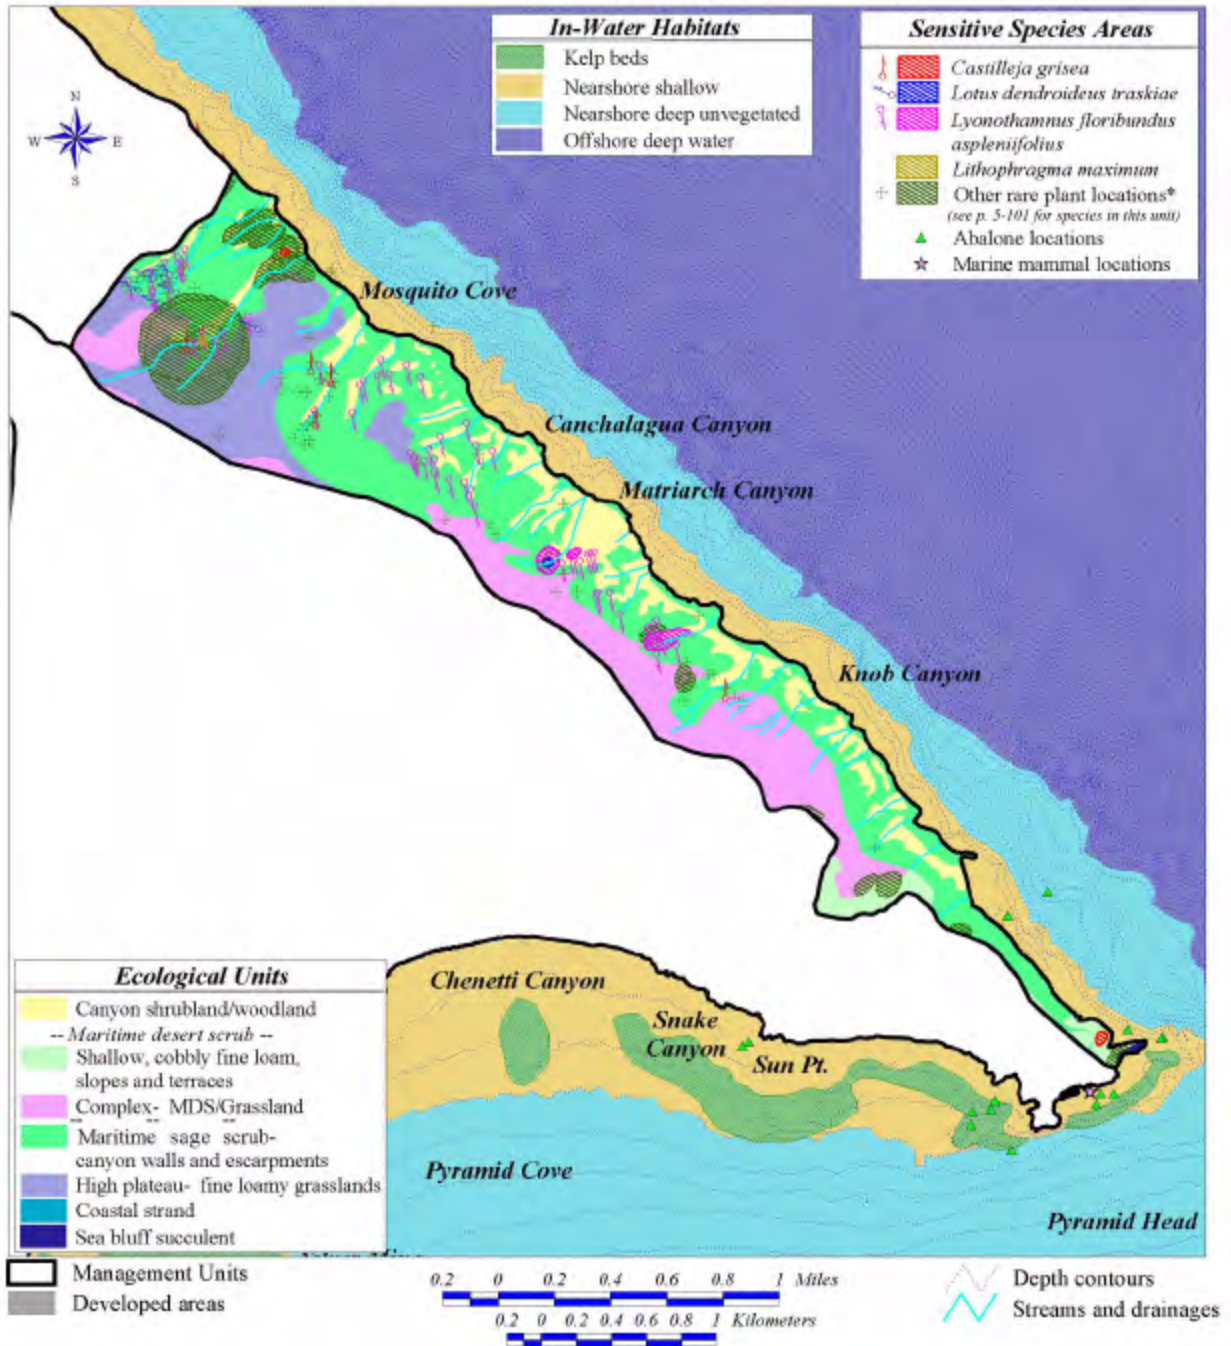 In-Water Habitats
Kelp beds
Nearshore shallow
Nearshore deep unvegetated
Offshore deep water
Sensitive Species Areas
Castilleja grisea
Lotus dendroideus traskiae
Lyonothamnus floribundus
aspleniifolius
Lithophragma maximum
Other rare plant locations*
(see p. 5-101 for species in this unit)
Abalone locations
Marine mammal locations
N
W E
S
Mosquito Cove
Canchalagua Canyon
Matriarch Canyon
Knob Canyon
Chenetti Canyon
Snake
Canyon
Sun Pt.
Pyramid Cove
Pyramid Head
Ecological Units
Canyon shrubland/woodland
-- Maritime desert scrub --
Shallow, cobbly fine loam,
slopes and terraces
Complex- MDS/Grassland
-- -- --
Maritime sage scrub-
canyon walls and escarpments
High plateau- fine loamy grasslands
Coastal strand
Sea bluff succulent
Management Units
Developed areas
0.2 0 0.2 0.4 0.6 0.8 1 Miles
0.2 0 0.2 0.4 0.6 0.8 1 Kilometers
Depth contours
Streams and drainages